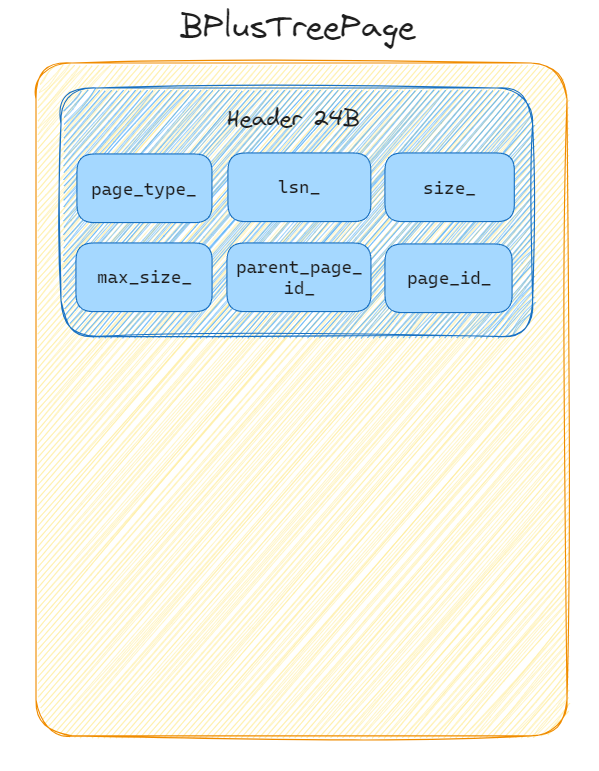 BPlusTreePage
Header 24B
page_type_
lsn_
size_
max_size_
parent_page_
id_
page_id_